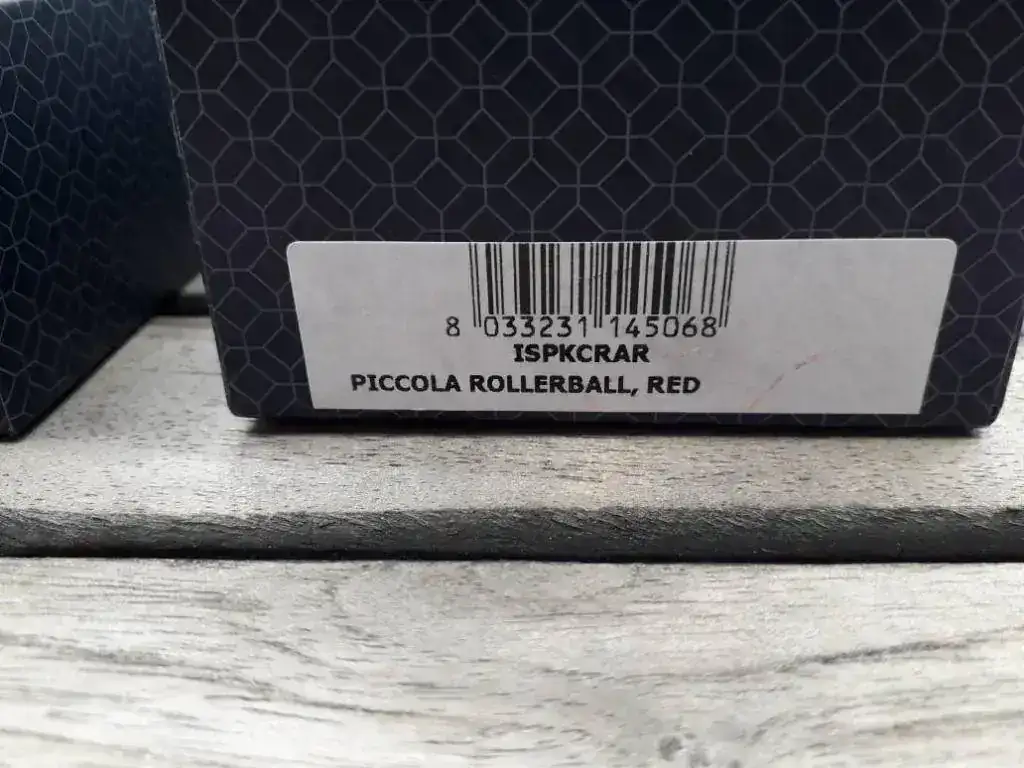 8 033231 145068
ISPKCRAR
PICCOLA ROLLERBALL, RED